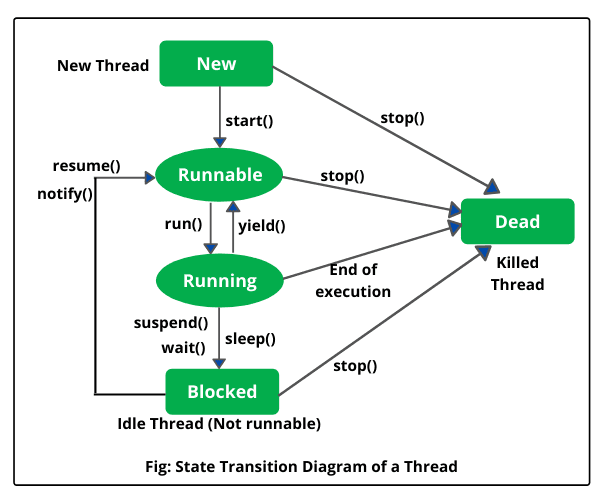 New Thread
New
start()
stop()
resume()
notify()
Runnable
stop()
run()
yield()
Dead
Killed
Thread
Running
End of
execution
suspend()
wait()
sleep()
stop()
Blocked
Idle Thread (Not runnable)
Fig: State Transition Diagram of a Thread